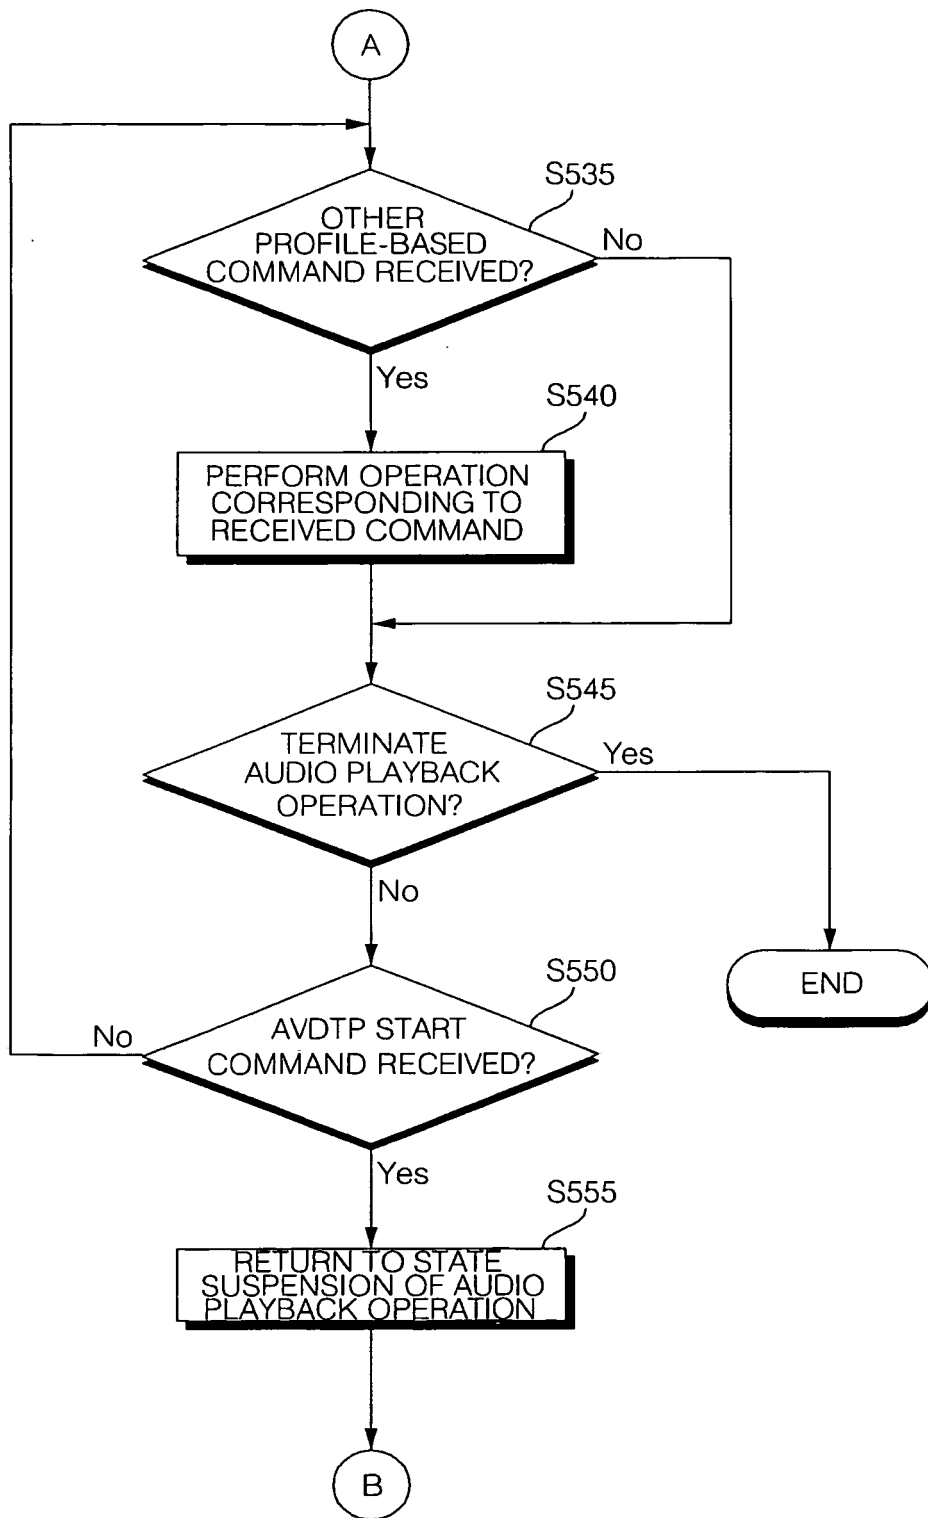 A
S535
OTHER
PROFILE-BASED
COMMAND RECEIVED?
No
Yes
S540
PERFORM OPERATION
CORRESPONDING TO
RECEIVED COMMAND
S545
TERMINATE
AUDIO PLAYBACK
OPERATION?
Yes
No
END
S550
AVDTP START
COMMAND RECEIVED?
No
Yes
S555
RETURN TO STATE
SUSPENSION OF AUDIO
PLAYBACK OPERATION
B